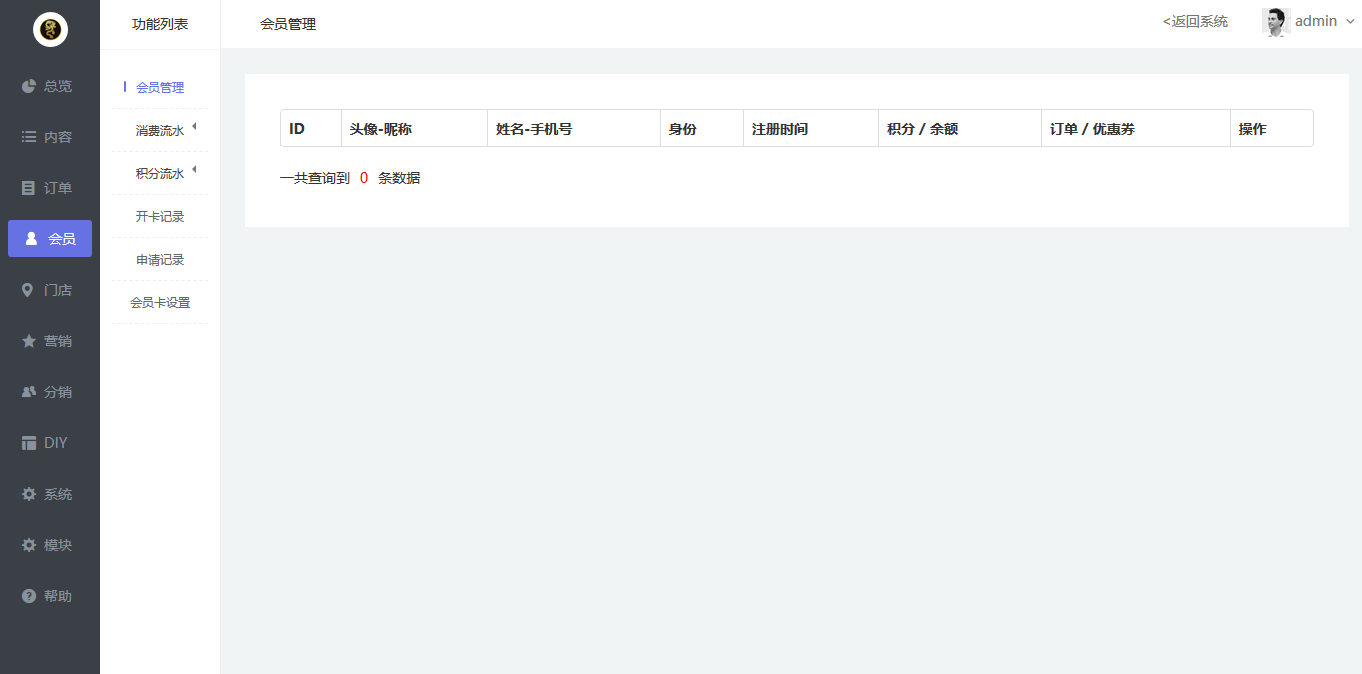 功能列表
会员管理
<返回系统
admin
总览
内容
订单
会员
门店
营销
分销
DIY
系统
模块
帮助
会员管理
消费流水
积分流水
开卡记录
申请记录
会员卡设置
ID 头像-昵称 姓名-手机号 身份 注册时间 积分 / 余额 订单 / 优惠券 操作
一共查询到 0 条数据